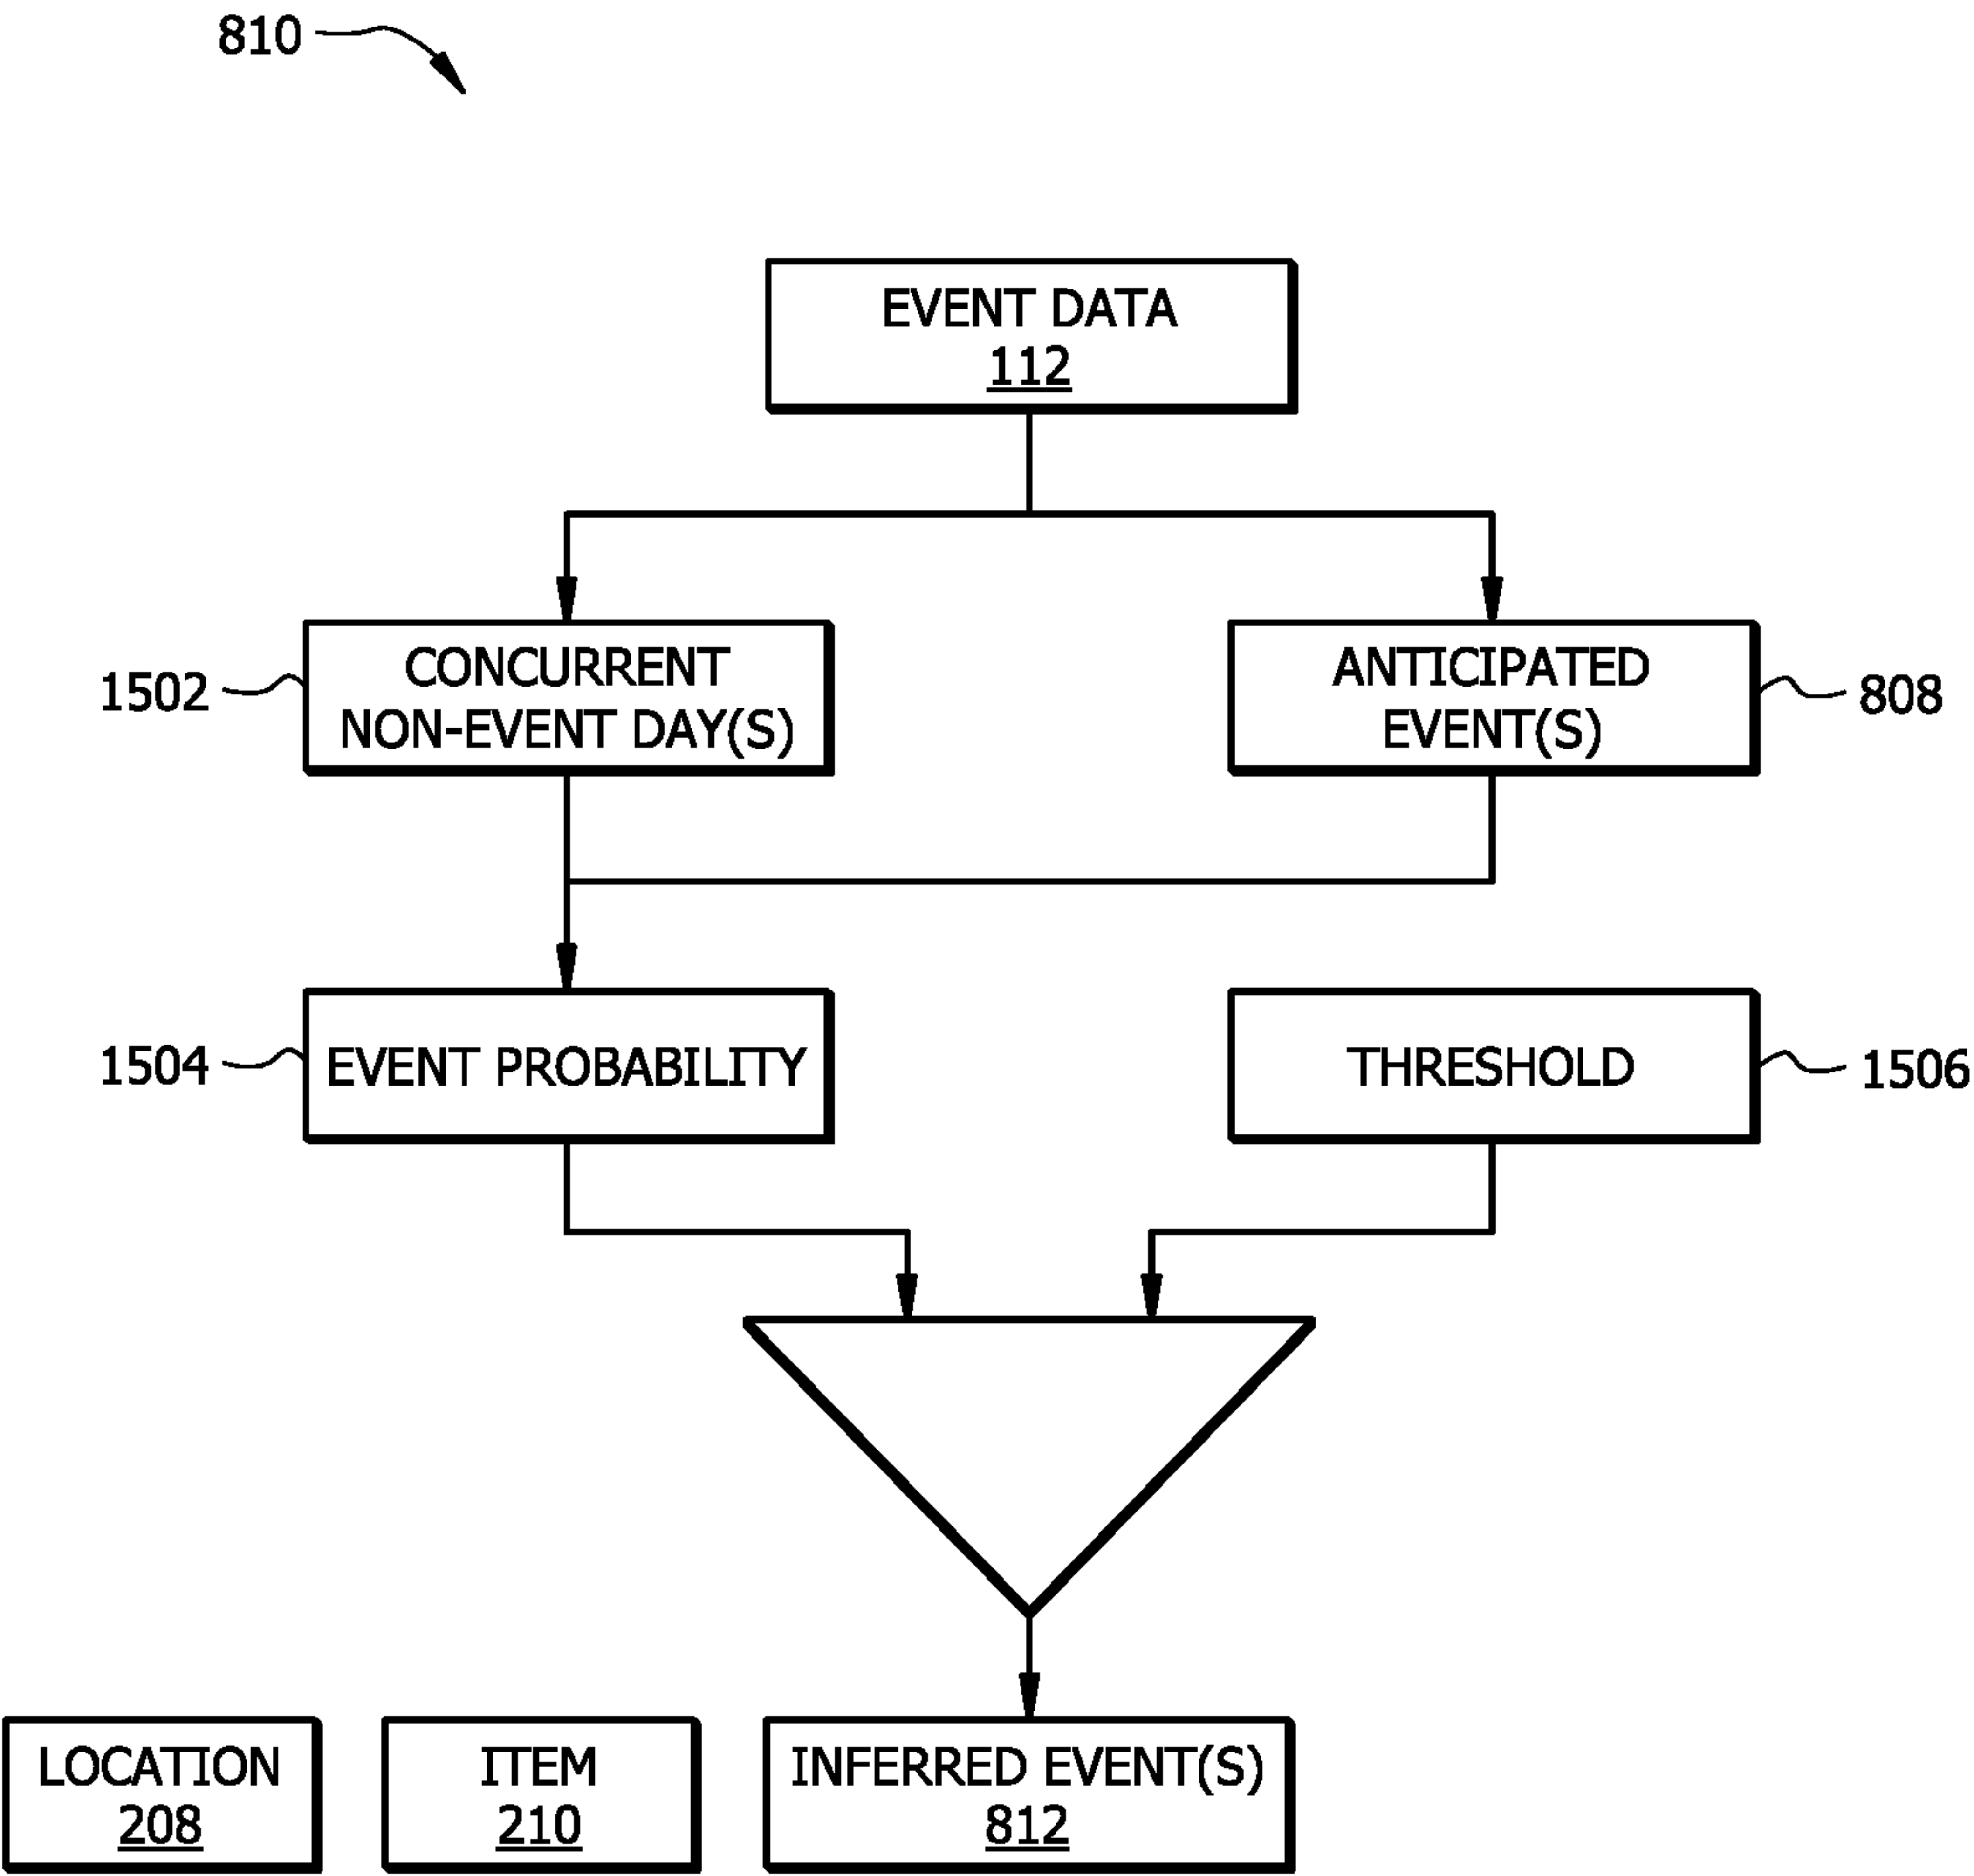 810
EVENT DATA
112
CONCURRENT
NON-EVENT DAY(S)
1502
ANTICIPATED
EVENT(S)
808
1504
EVENT PROBABILITY
THRESHOLD
1506
LOCATION
208
ITEM
210
INFERRED EVENT(S)
812